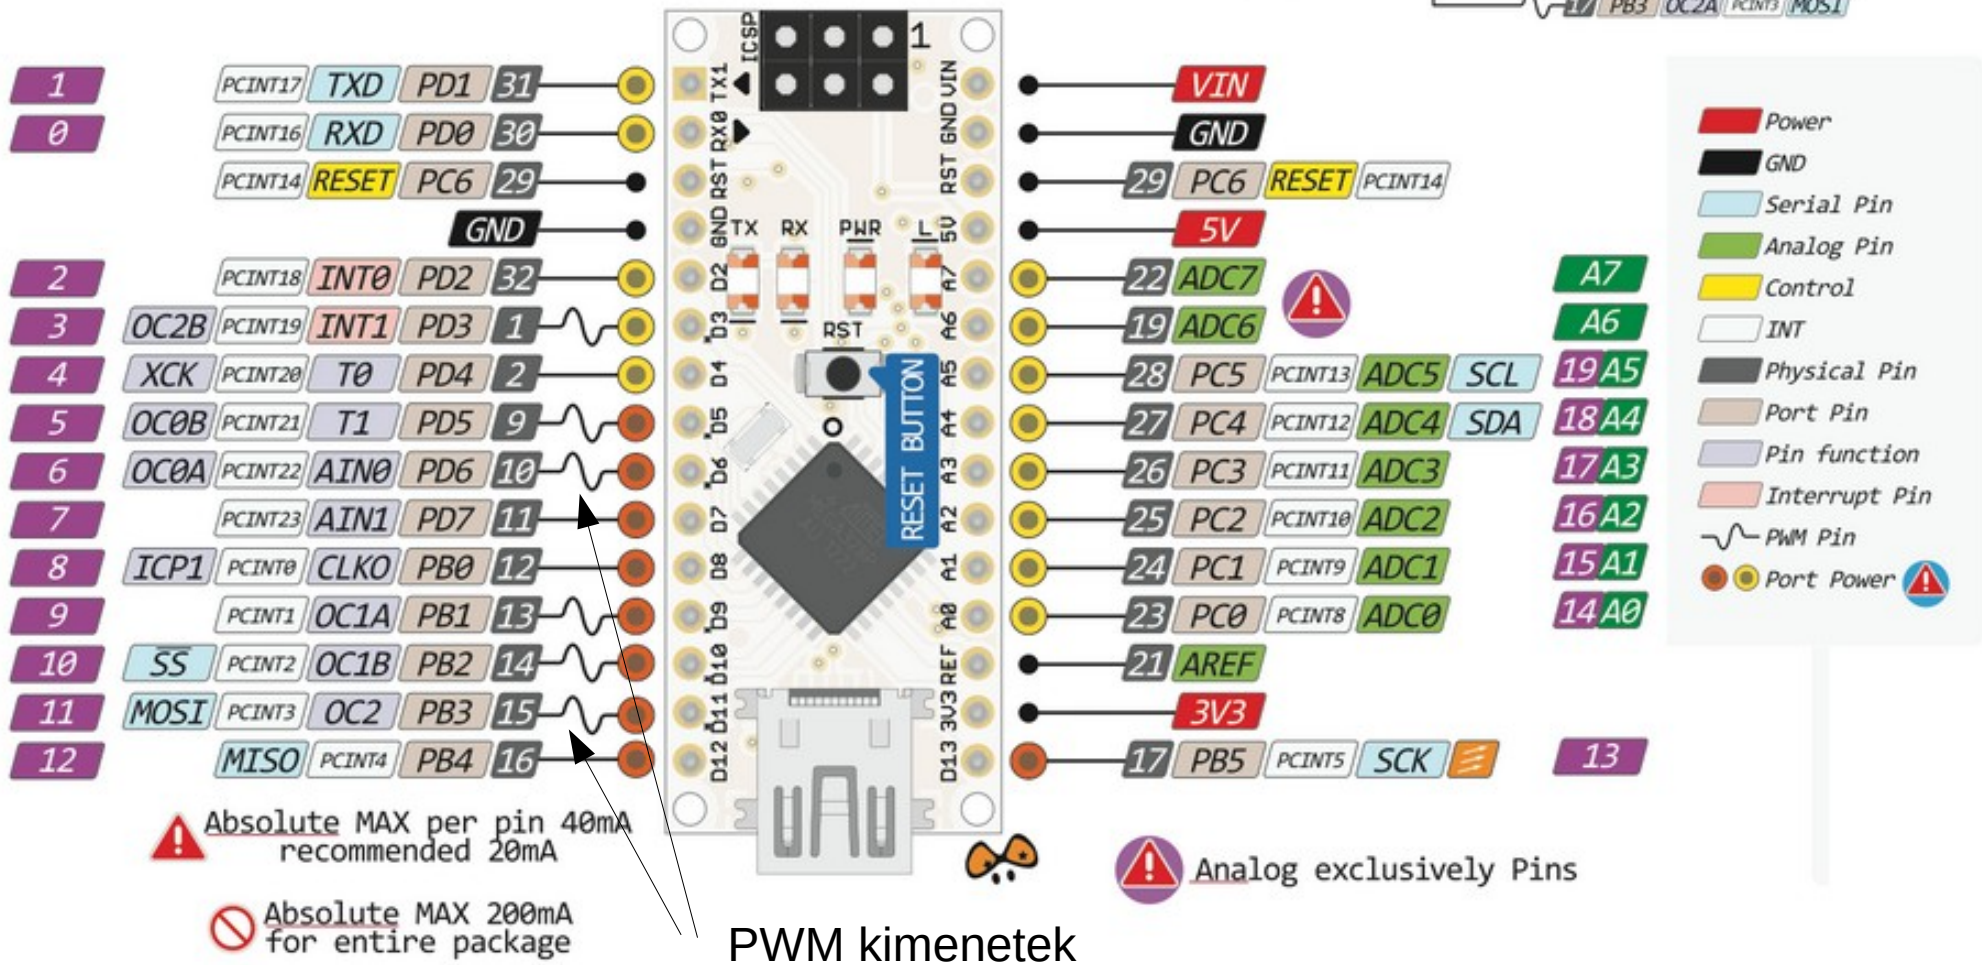 17 PB3 OC2A PCINT3 MOSI
1 PCINT17 TXD PD1 31
0 PCINT16 RXD PD0 30
PCINT14 RESET PC6 29
GND
2 PCINT18 INT0 PD2 32
3 OC2B PCINT19 INT1 PD3 1
4 XCK PCINT20 T0 PD4 2
5 OC0B PCINT21 T1 PD5 9
6 OC0A PCINT22 AIN0 PD6 10
7 PCINT23 AIN1 PD7 11
8 ICP1 PCINT0 CLKO PB0 12
9 PCINT1 OC1A PB1 13
10 SS PCINT2 OC1B PB2 14
11 MOSI PCINT3 OC2 PB3 15
12 MISO PCINT4 PB4 16
ICSP
1
TX1
RX0
RST
GND
D2
D3
D4
D5
D6
D7
D8
D9
D10
D11
D12
TX RX PWR L
RST
RESET BUTTON
VIN
GND
RST
5V
A7
A6
A5
A4
A3
A2
A1
A0
REF
3V3
D13
VIN
GND
29 PC6 RESET PCINT14
5V
22 ADC7 A7
19 ADC6 A6
28 PC5 PCINT13 ADC5 SCL 19 A5
27 PC4 PCINT12 ADC4 SDA 18 A4
26 PC3 PCINT11 ADC3 17 A3
25 PC2 PCINT10 ADC2 16 A2
24 PC1 PCINT9 ADC1 15 A1
23 PC0 PCINT8 ADC0 14 A0
21 AREF
3V3
17 PB5 PCINT5 SCK 13
Power
GND
Serial Pin
Analog Pin
Control
INT
Physical Pin
Port Pin
Pin function
Interrupt Pin
PWM Pin
Port Power
Absolute MAX per pin 40mA
recommended 20mA
Absolute MAX 200mA
for entire package
Analog exclusively Pins
PWM kimenetek